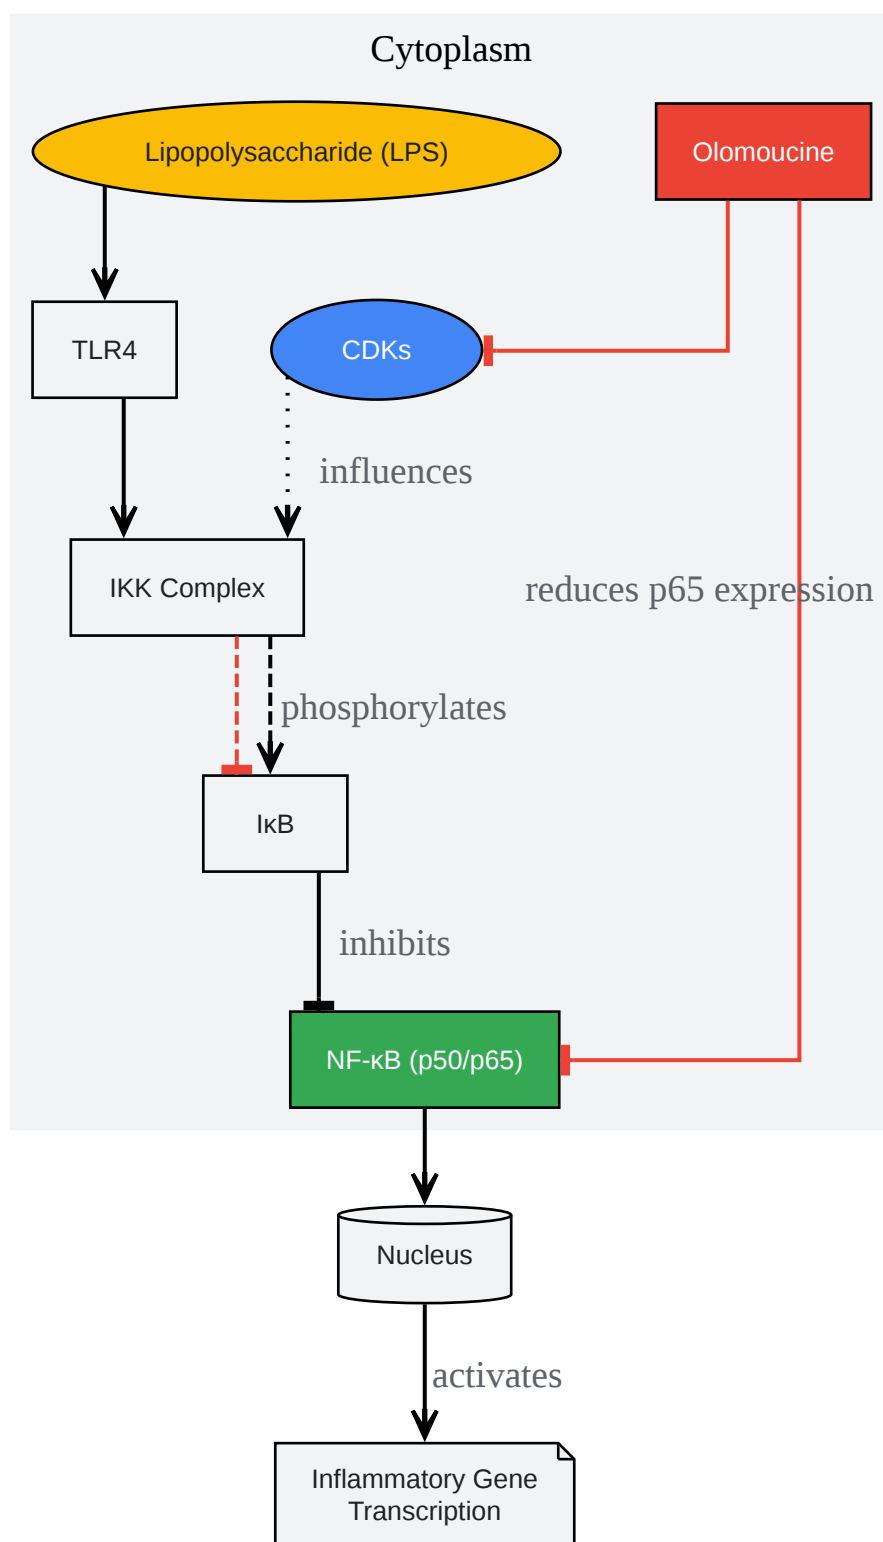 Cytoplasm
Lipopolysaccharide (LPS)
Olomoucine
TLR4
CDKs
influences
IKK Complex
reduces p65 expression
phosphorylates
IκB
inhibits
NF-κB (p50/p65)
Nucleus
activates
Inflammatory Gene
Transcription